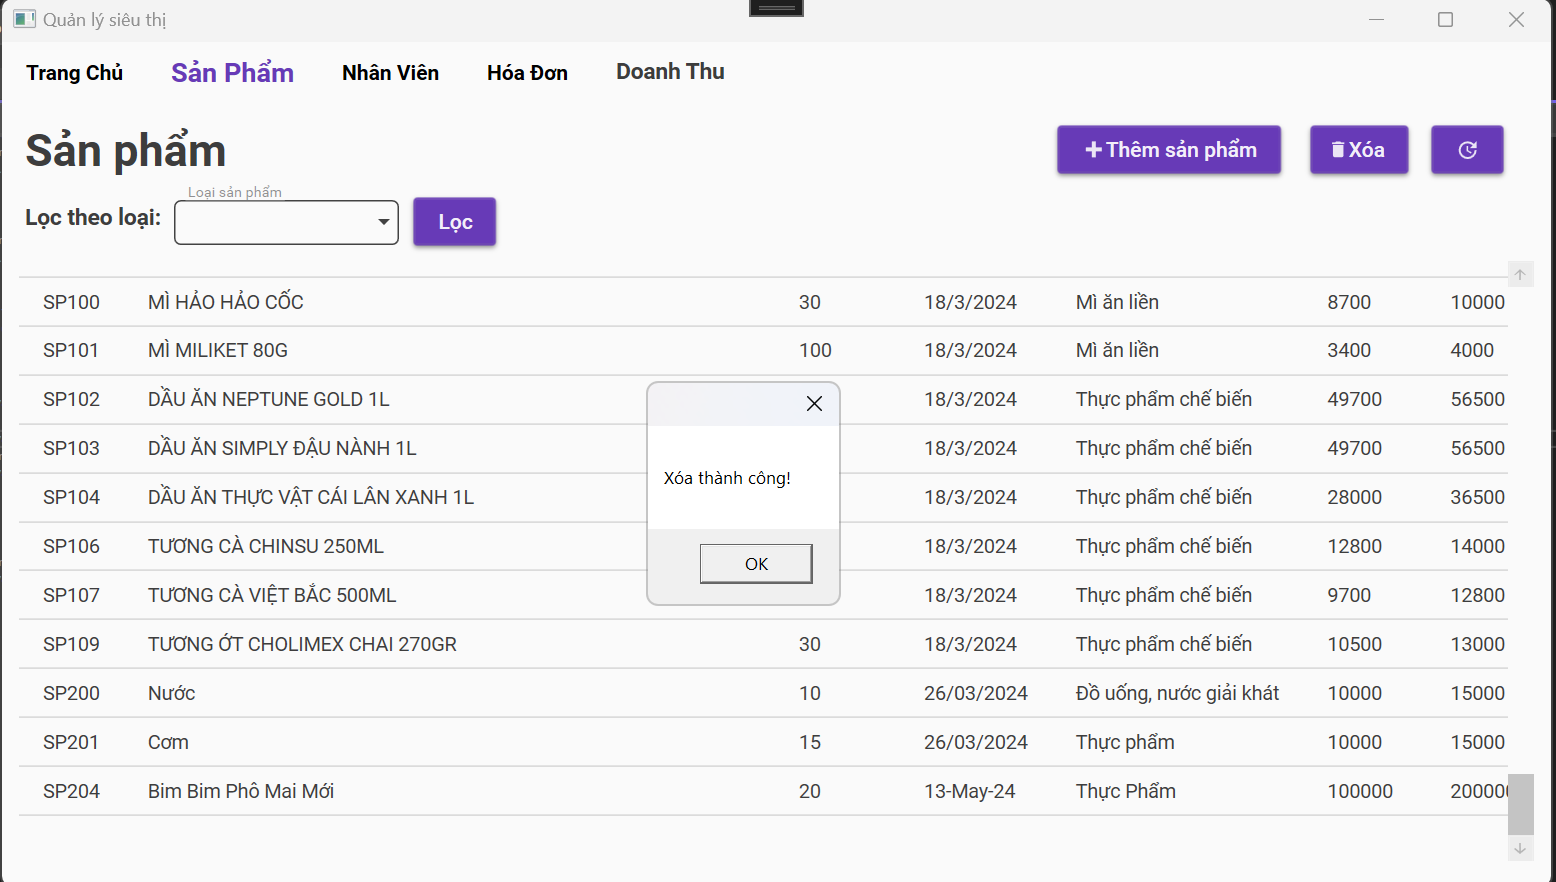 Quản lý siêu thị
Trang Chủ Sản Phẩm Nhân Viên Hóa Đơn Doanh Thu
Sản phẩm
Thêm sản phẩm Xóa
Loại sản phẩm
Lọc theo loại: Lọc
SP100 MÌ HẢO HẢO CỐC 30 18/3/2024 Mì ăn liền 8700 10000
SP101 MÌ MILIKET 80G 100 18/3/2024 Mì ăn liền 3400 4000
SP102 DẦU ĂN NEPTUNE GOLD 1L 18/3/2024 Thực phẩm chế biến 49700 56500
SP103 DẦU ĂN SIMPLY ĐẬU NÀNH 1L 18/3/2024 Thực phẩm chế biến 49700 56500
SP104 DẦU ĂN THỰC VẬT CÁI LÂN XANH 1L 18/3/2024 Thực phẩm chế biến 28000 36500
SP106 TƯƠNG CÀ CHINSU 250ML 18/3/2024 Thực phẩm chế biến 12800 14000
SP107 TƯƠNG CÀ VIỆT BẮC 500ML 18/3/2024 Thực phẩm chế biến 9700 12800
SP109 TƯƠNG ỚT CHOLIMEX CHAI 270GR 30 18/3/2024 Thực phẩm chế biến 10500 13000
SP200 Nước 10 26/03/2024 Đồ uống, nước giải khát 10000 15000
SP201 Cơm 15 26/03/2024 Thực phẩm 10000 15000
SP204 Bim Bim Phô Mai Mới 20 13-May-24 Thực Phẩm 100000 200000
Xóa thành công!
OK